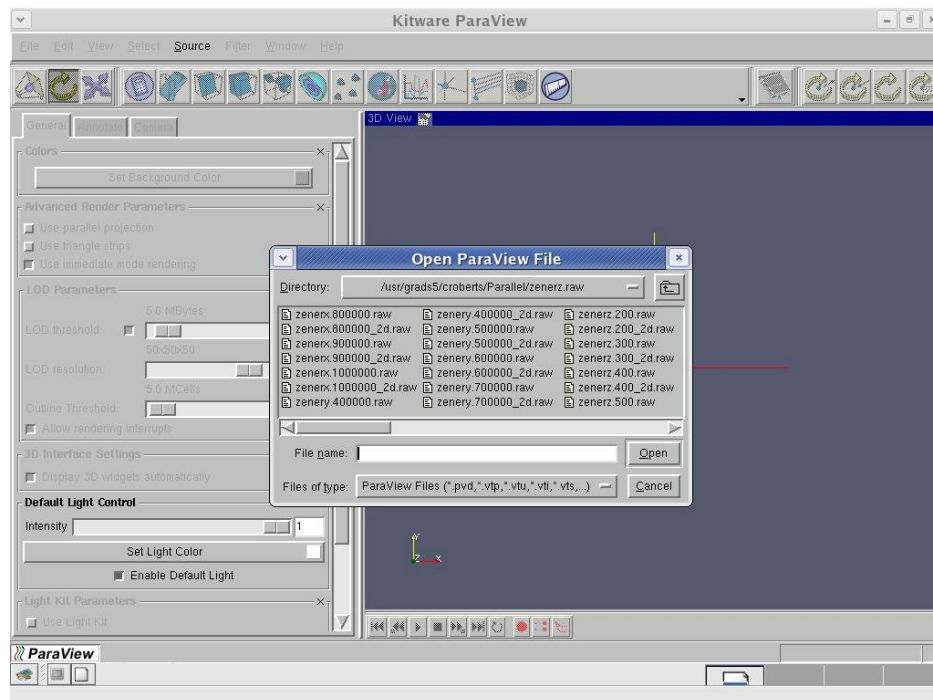 Kitware ParaView
File Edit View Select Source Filter Window Help
General Annotate Camera
3D View
Colors
Set Background Color
Advanced Render Parameters
Use parallel projection
Use triangle strips
Use immediate mode rendering
LOD Parameters
5.0 MBytes
LOD threshold:
50x50x50
LOD resolution:
5.0 MCells
Outline Threshold:
Allow rendering interrupts
3D Interface Settings
Display 3D widgets automatically
Default Light Control
Intensity 1
Set Light Color
Enable Default Light
Light Kit Parameters
Use Light Kit
Open ParaView File
Directory: /usr/grads5/croberts/Parallel/zenerz.raw
zenerx.800000.raw zenery.400000_2d.raw zenerz.200.raw
zenerx.800000_2d.raw zenery.500000.raw zenerz.200_2d.raw
zenerx.900000.raw zenery.500000_2d.raw zenerz.300.raw
zenerx.900000_2d.raw zenery.600000.raw zenerz.300_2d.raw
zenerx.1000000.raw zenery.600000_2d.raw zenerz.400.raw
zenerx.1000000_2d.raw zenery.700000.raw zenerz.400_2d.raw
zenery.400000.raw zenery.700000_2d.raw zenerz.500.raw
File name: Open
Files of type: ParaView Files (*.pvd,*.vtp,*.vtu,*.vti,*.vts,...) Cancel
Y
Z X
ParaView